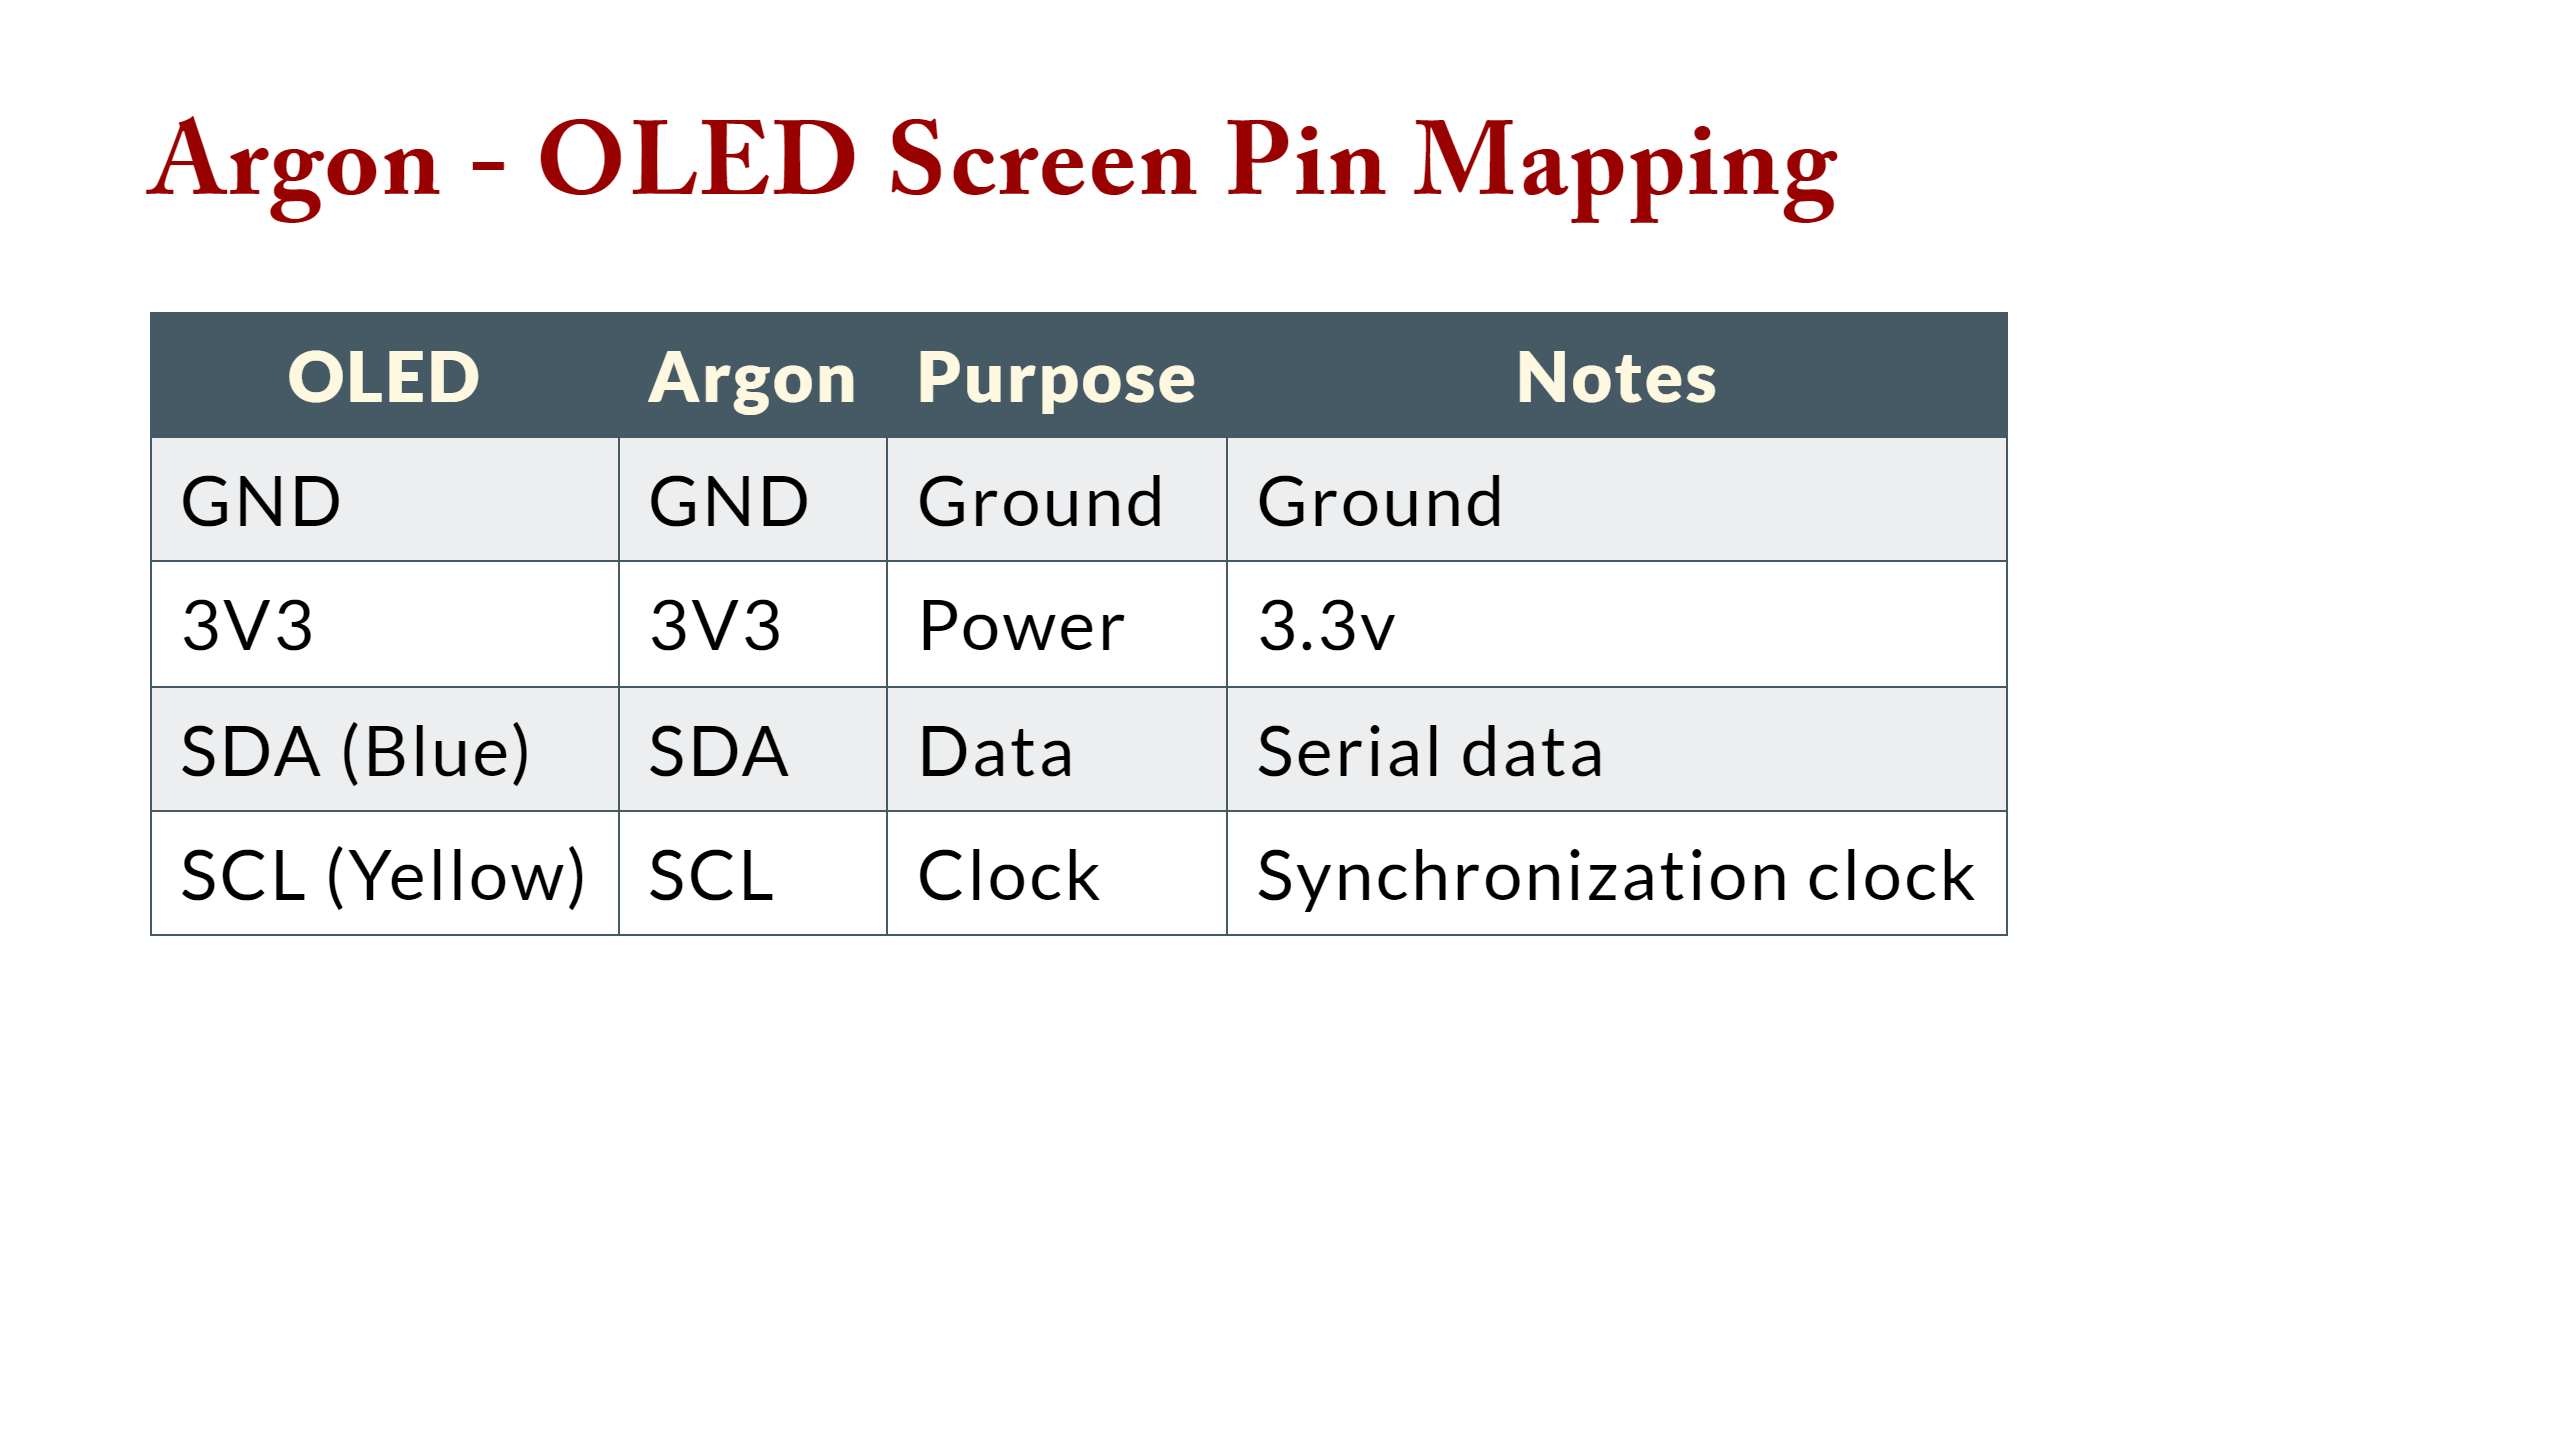 Argon - OLED Screen Pin Mapping
OLED Argon Purpose Notes
GND GND Ground Ground
3V3 3V3 Power 3.3v
SDA (Blue) SDA Data Serial data
SCL (Yellow) SCL Clock Synchronization clock